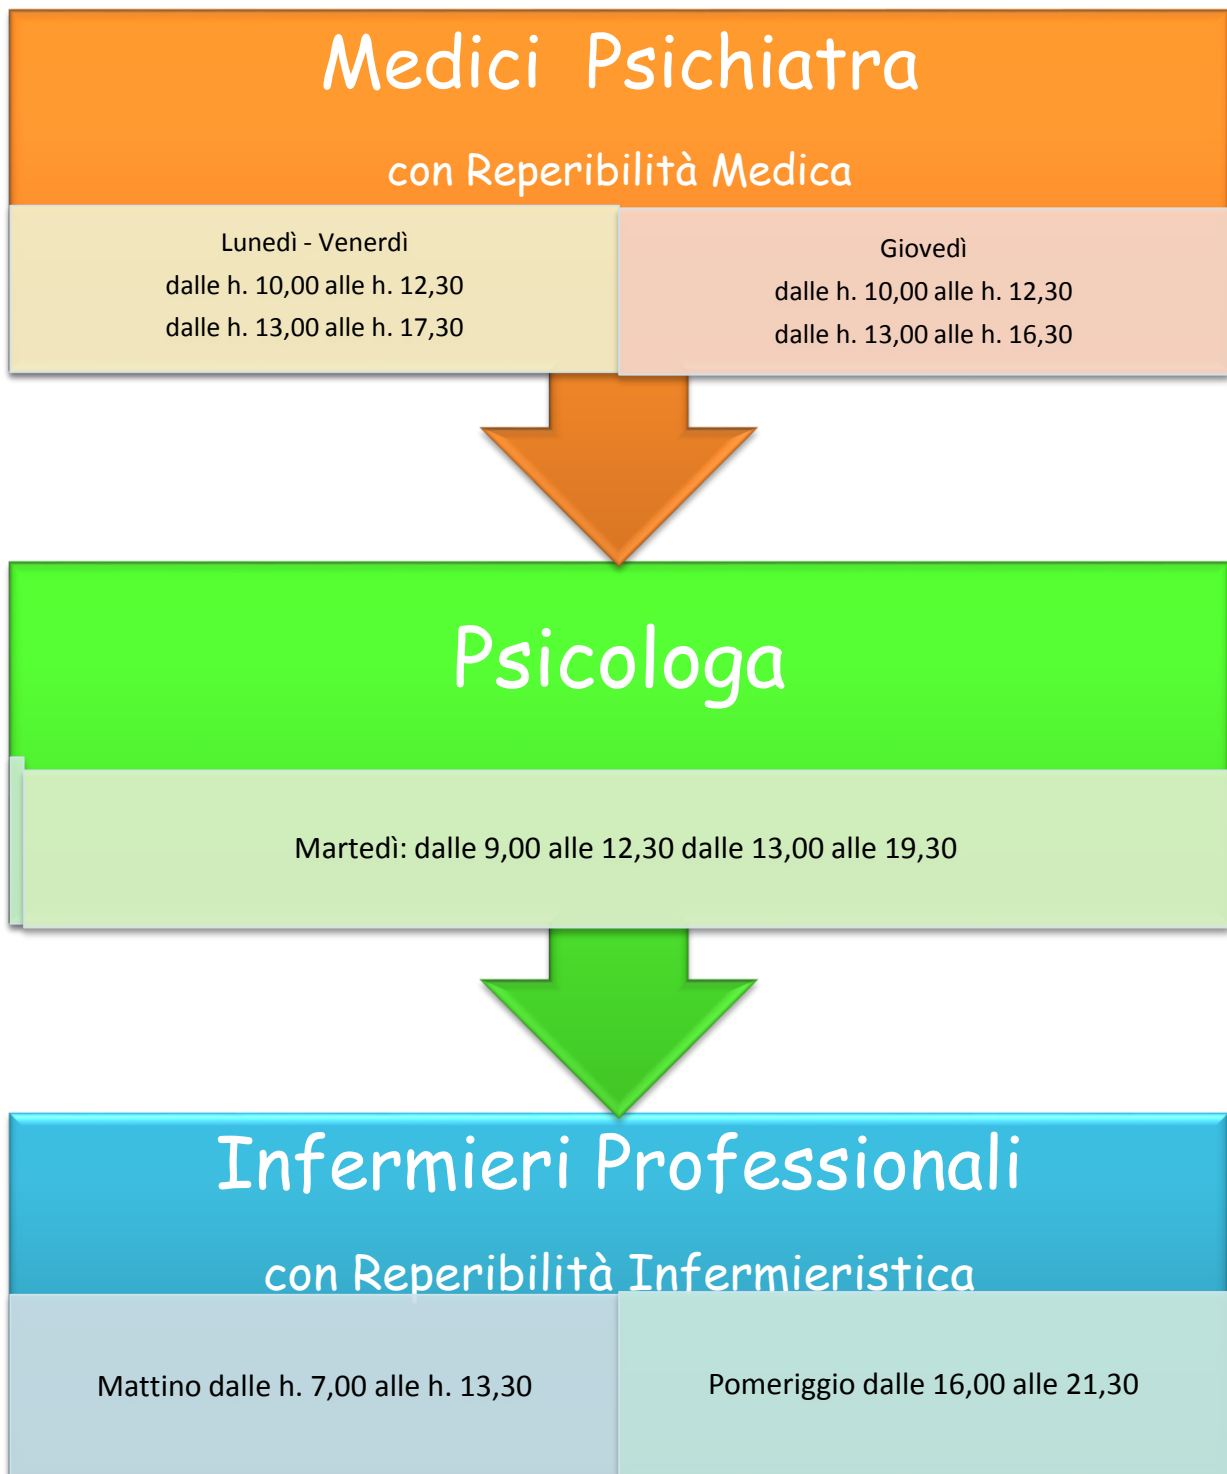 Medici Psichiatra
con Reperibilità Medica
Lunedì - Venerdì
dalle h. 10,00 alle h. 12,30
dalle h. 13,00 alle h. 17,30
Giovedì
dalle h. 10,00 alle h. 12,30
dalle h. 13,00 alle h. 16,30
Psicologa
Martedì: dalle 9,00 alle 12,30 dalle 13,00 alle 19,30
Infermieri Professionali
con Reperibilità Infermieristica
Mattino dalle h. 7,00 alle h. 13,30
Pomeriggio dalle 16,00 alle 21,30